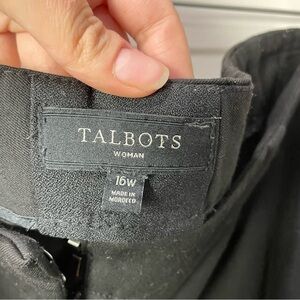 TALBOTS
WOMAN
16W
MADE IN
MOROCCO